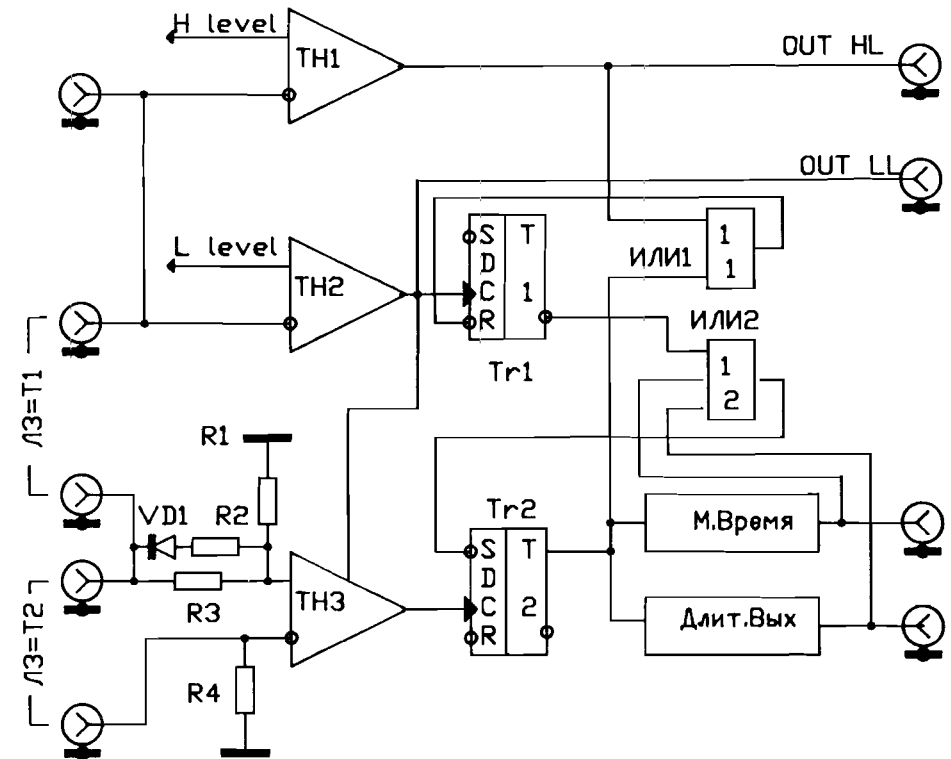 H level
TH1
OUT HL
OUT LL
L level
TH2
S T
D
C 1
R
Tr1
ИЛИ1
1
1
ИЛИ2
1
2
ЛЗ=T1
R1
VD1
R2
R3
TH3
ЛЗ=T2
R4
Tr2
S T
D
C 2
R
М.Время
Длит.Вых